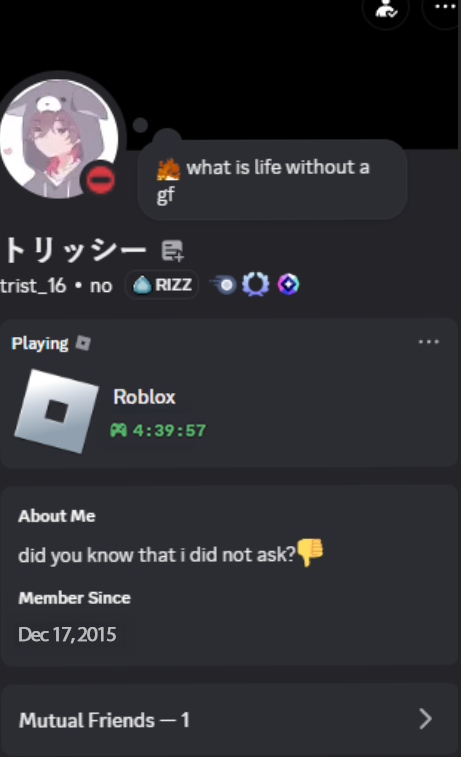 what is life without a
gf
トリッシー
trist_16 • no RIZZ
Playing
Roblox
4:39:57
About Me
did you know that i did not ask?👎
Member Since
Dec 17, 2015
Mutual Friends — 1